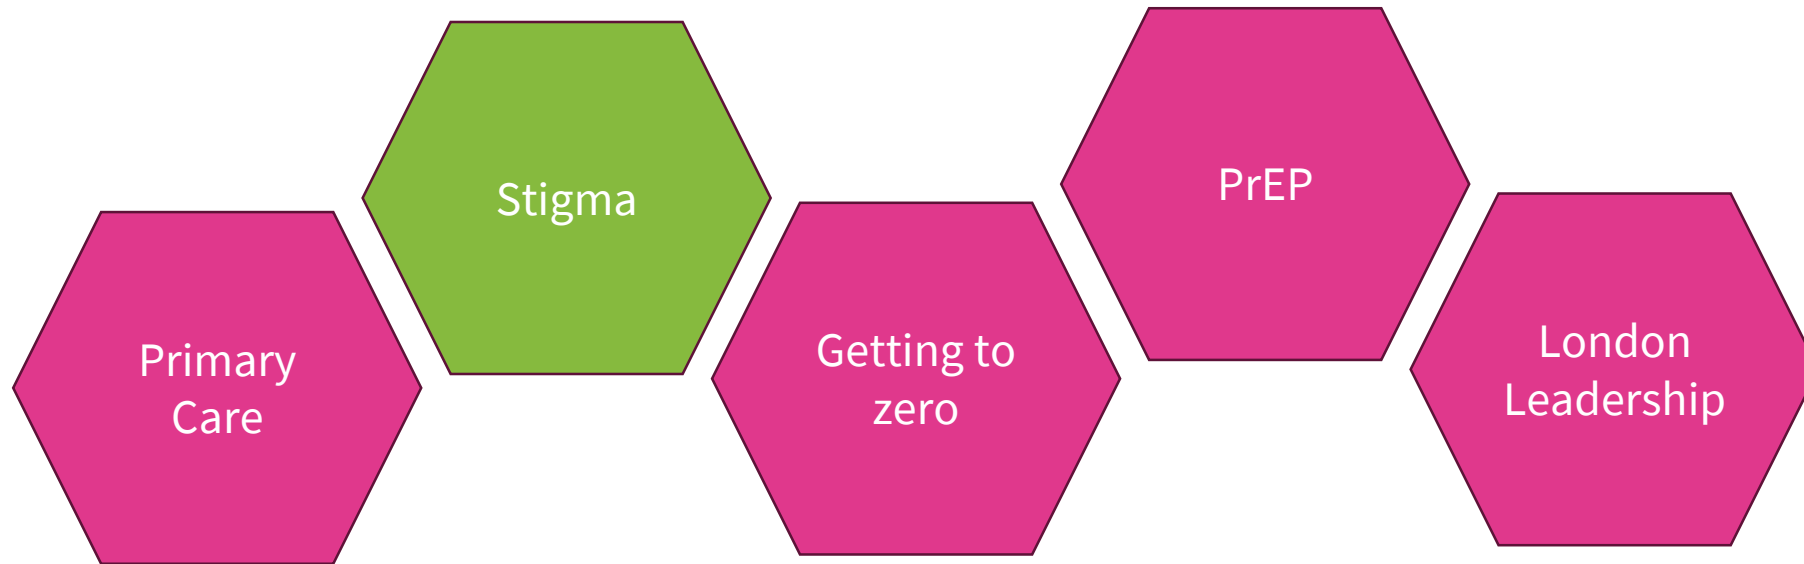 Primary
Care
Stigma
Getting to
zero
PrEP
London
Leadership